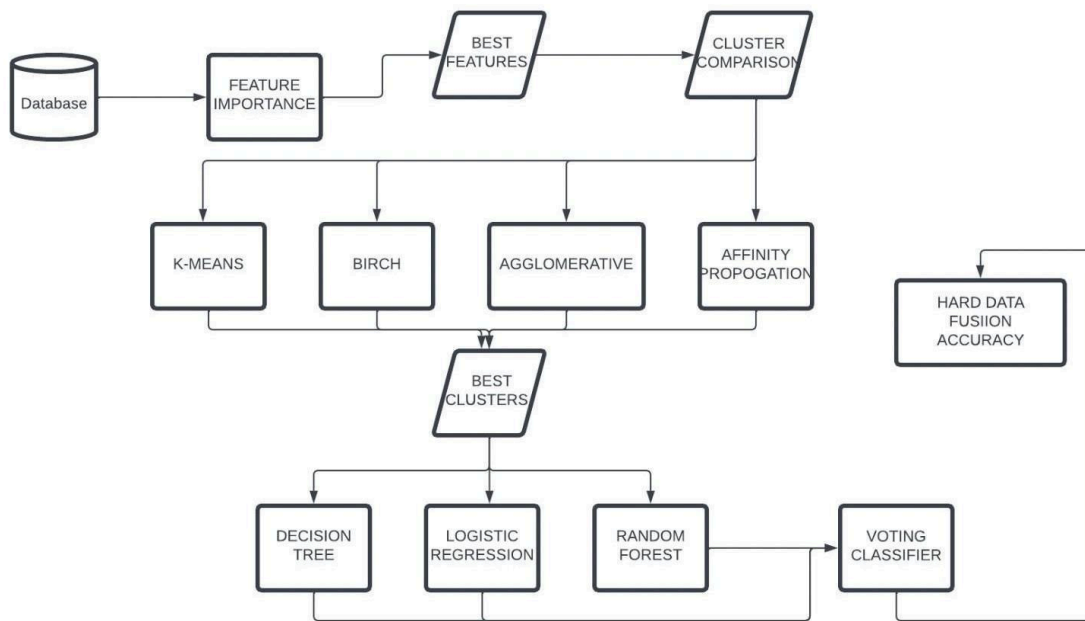 Database
FEATURE
IMPORTANCE
BEST
FEATURES
CLUSTER
COMPARISON
K-MEANS
BIRCH
AGGLOMERATIVE
AFFINITY
PROPOGATION
HARD DATA
FUSIION
ACCURACY
BEST
CLUSTERS
DECISION
TREE
LOGISTIC
REGRESSION
RANDOM
FOREST
VOTING
CLASSIFIER